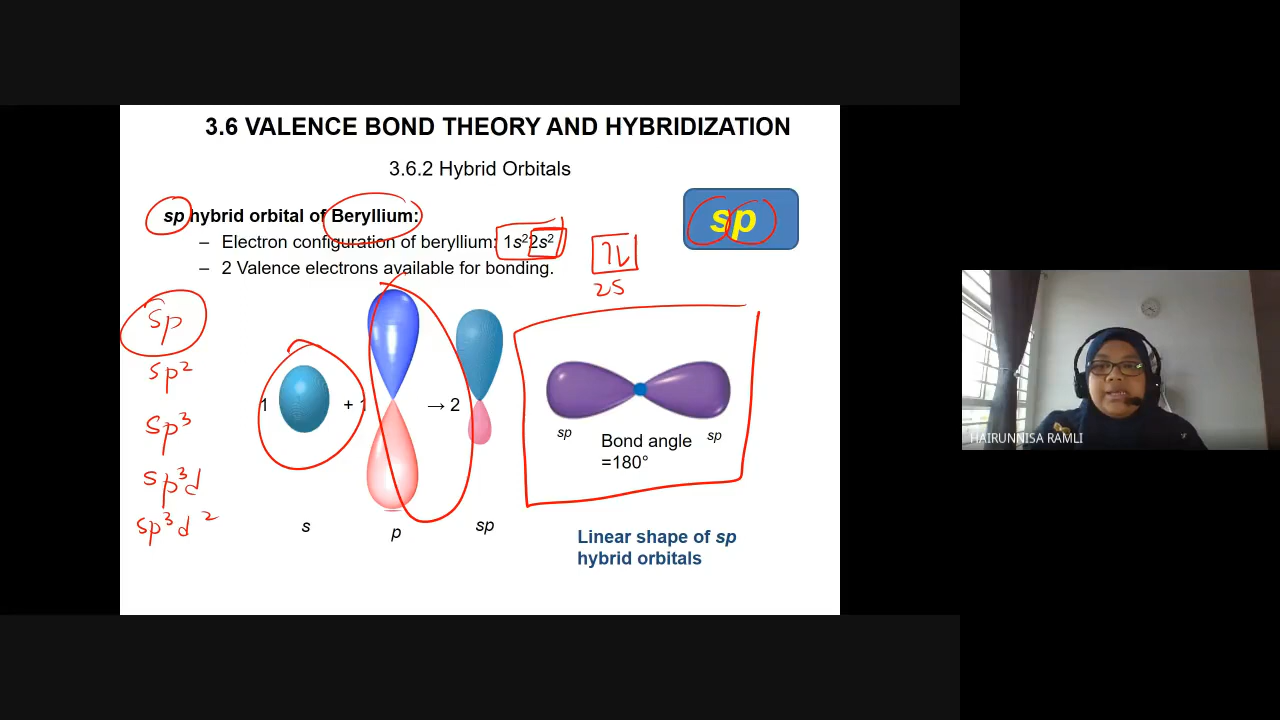 3.6 VALENCE BOND THEORY AND HYBRIDIZATION
3.6.2 Hybrid Orbitals
sp hybrid orbital of Beryllium:
sp
– Electron configuration of beryllium: 1s²2s²
– 2 Valence electrons available for bonding.
2s
sp
sp²
sp³
sp³d
sp³d²
1 + 1 → 2
s
p
sp
sp
sp
Bond angle
=180°
Linear shape of sp
hybrid orbitals
HAIRUNNISA RAMLI